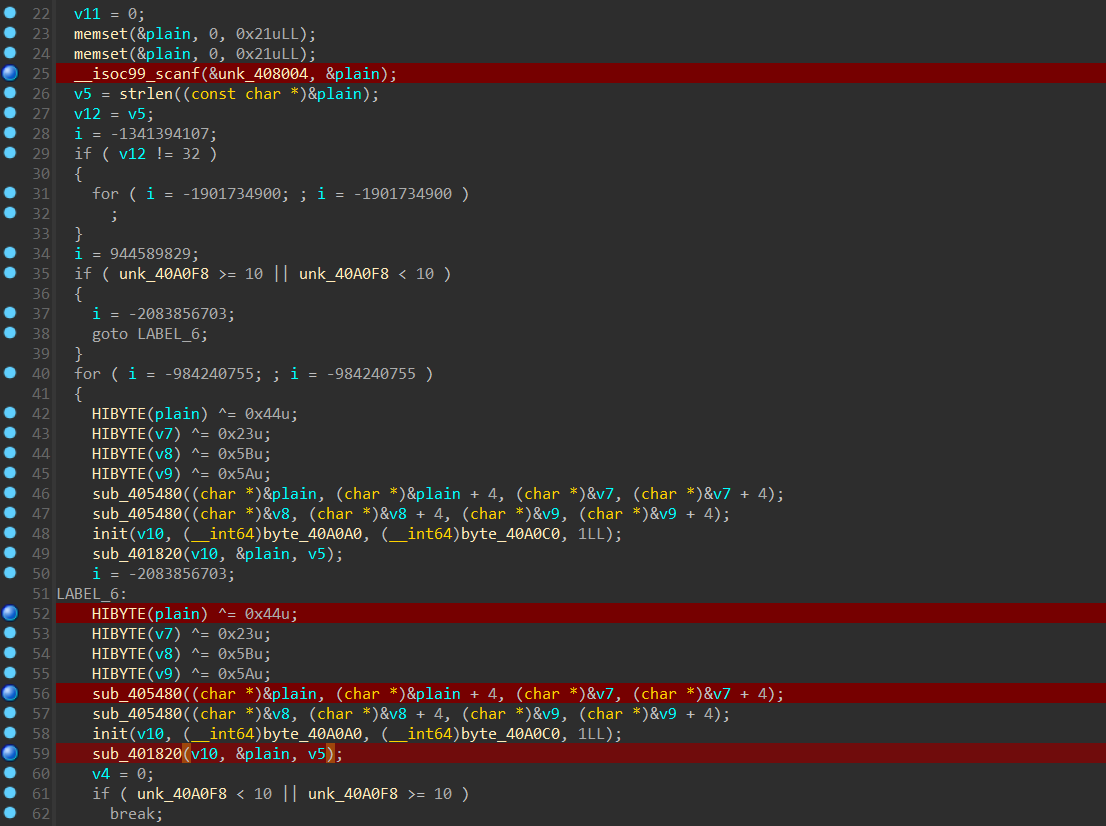 22 v11 = 0;
23 memset(&plain, 0, 0x21uLL);
24 memset(&plain, 0, 0x21uLL);
25 __isoc99_scanf(&unk_408004, &plain);
26 v5 = strlen((const char *)&plain);
27 v12 = v5;
28 i = -1341394107;
29 if ( v12 != 32 )
30 {
31 for ( i = -1901734900; ; i = -1901734900 )
32 ;
33 }
34 i = 944589829;
35 if ( unk_40A0F8 >= 10 || unk_40A0F8 < 10 )
36 {
37 i = -2083856703;
38 goto LABEL_6;
39 }
40 for ( i = -984240755; ; i = -984240755 )
41 {
42 HIBYTE(plain) ^= 0x44u;
43 HIBYTE(v7) ^= 0x23u;
44 HIBYTE(v8) ^= 0x5Bu;
45 HIBYTE(v9) ^= 0x5Au;
46 sub_405480((char *)&plain, (char *)&plain + 4, (char *)&v7, (char *)&v7 + 4);
47 sub_405480((char *)&v8, (char *)&v8 + 4, (char *)&v9, (char *)&v9 + 4);
48 init(v10, (__int64)byte_40A0A0, (__int64)byte_40A0C0, 1LL);
49 sub_401820(v10, &plain, v5);
50 i = -2083856703;
51 LABEL_6:
52 HIBYTE(plain) ^= 0x44u;
53 HIBYTE(v7) ^= 0x23u;
54 HIBYTE(v8) ^= 0x5Bu;
55 HIBYTE(v9) ^= 0x5Au;
56 sub_405480((char *)&plain, (char *)&plain + 4, (char *)&v7, (char *)&v7 + 4);
57 sub_405480((char *)&v8, (char *)&v8 + 4, (char *)&v9, (char *)&v9 + 4);
58 init(v10, (__int64)byte_40A0A0, (__int64)byte_40A0C0, 1LL);
59 sub_401820(v10, &plain, v5);
60 v4 = 0;
61 if ( unk_40A0F8 < 10 || unk_40A0F8 >= 10 )
62 break;